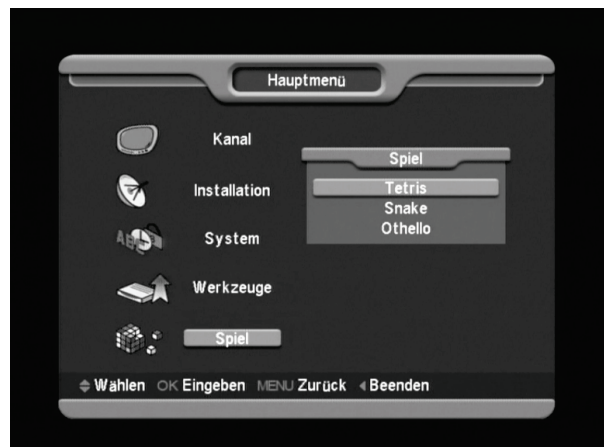 Hauptmenü
Kanal
Installation
System
Werkzeuge
Spiel
Spiel
Tetris
Snake
Othello
Wählen OK Eingeben MENU Zurück Beenden